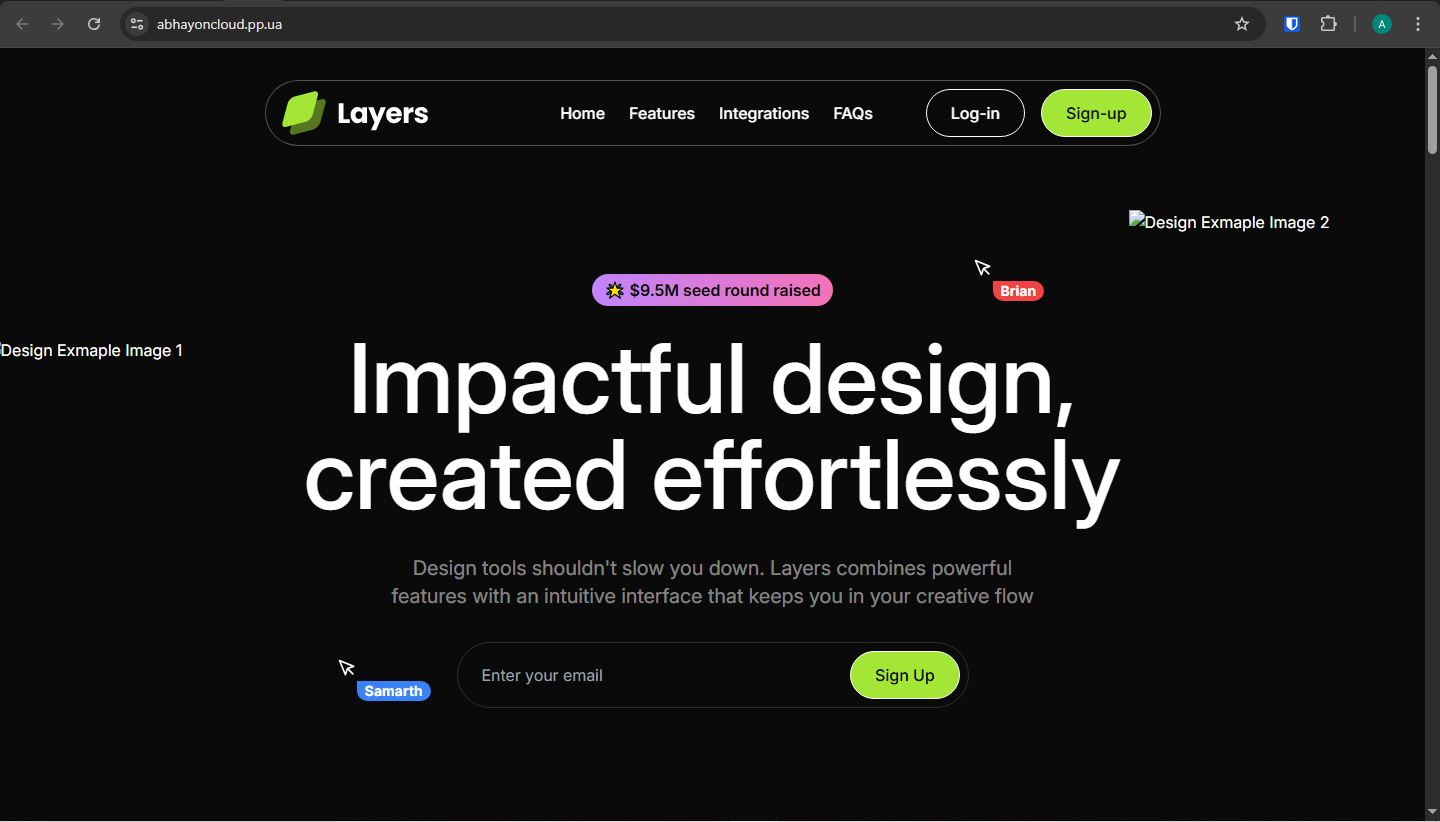 abhayoncloud.pp.ua
A
Layers
Home Features Integrations FAQs Log-in Sign-up
Design Exmaple Image 2
$9.5M seed round raised
Brian
Design Exmaple Image 1
Impactful design,
created effortlessly
Design tools shouldn't slow you down. Layers combines powerful
features with an intuitive interface that keeps you in your creative flow
Enter your email Sign Up
Samarth